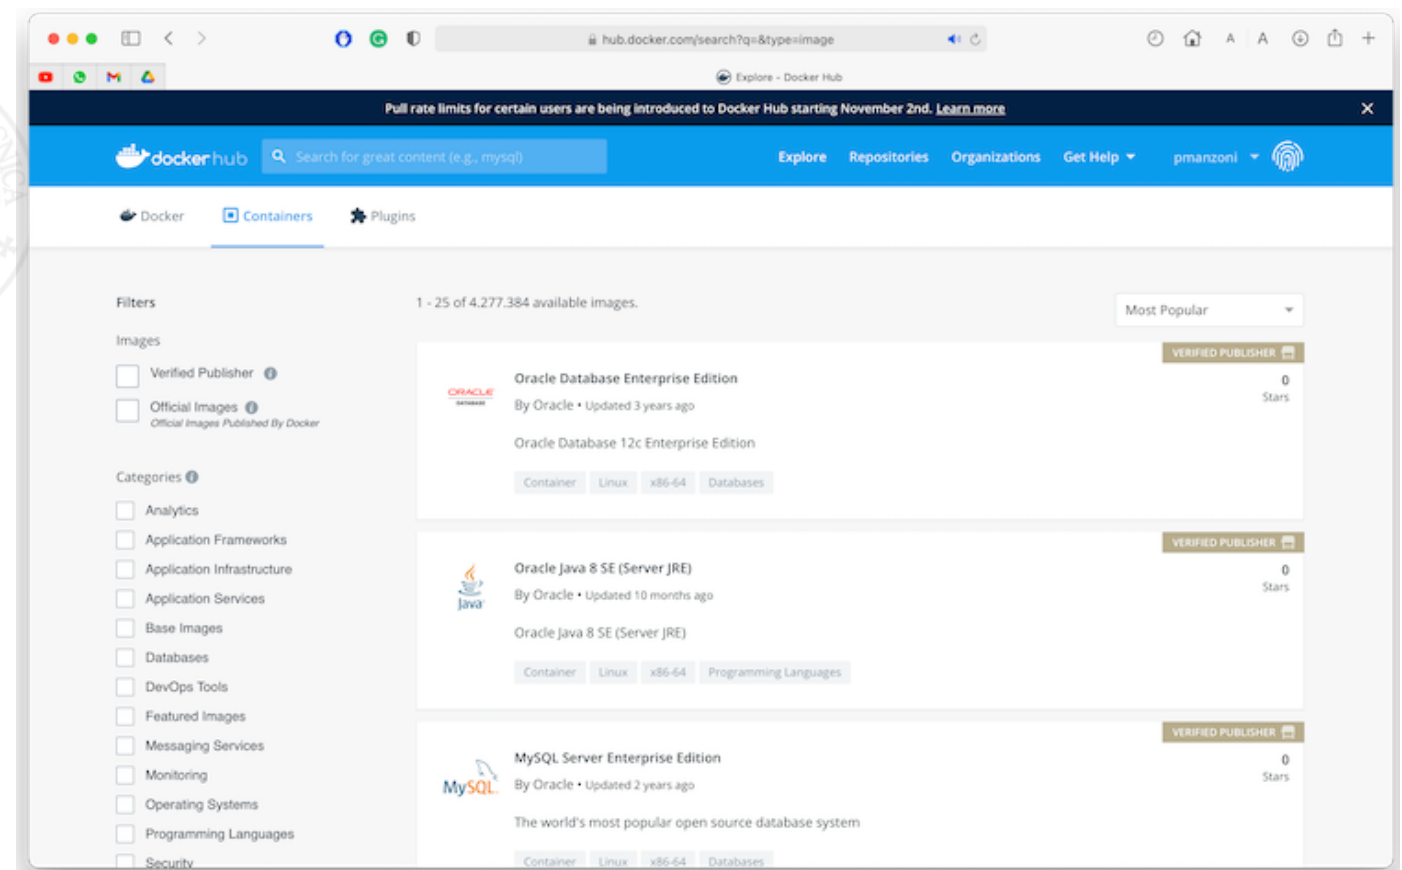 hub.docker.com/search?q=&type=image
A A
Explore - Docker Hub
Pull rate limits for certain users are being introduced to Docker Hub starting November 2nd. Learn more
docker hub
Search for great content (e.g., mysql)
Explore Repositories Organizations Get Help pmanzoni
Docker Containers Plugins
Filters
1 - 25 of 4.277.384 available images.
Most Popular
Images
Verified Publisher
Official Images
Official Images Published By Docker
Categories
Analytics
Application Frameworks
Application Infrastructure
Application Services
Base Images
Databases
DevOps Tools
Featured Images
Messaging Services
Monitoring
Operating Systems
Programming Languages
Security
VERIFIED PUBLISHER
ORACLE
DATABASE
Oracle Database Enterprise Edition
0
Stars
By Oracle • Updated 3 years ago
Oracle Database 12c Enterprise Edition
Container Linux x86-64 Databases
VERIFIED PUBLISHER
Java
Oracle Java 8 SE (Server JRE)
0
Stars
By Oracle • Updated 10 months ago
Oracle Java 8 SE (Server JRE)
Container Linux x86-64 Programming Languages
VERIFIED PUBLISHER
MySQL
MySQL Server Enterprise Edition
0
Stars
By Oracle • Updated 2 years ago
The world's most popular open source database system
Container Linux x86-64 Databases